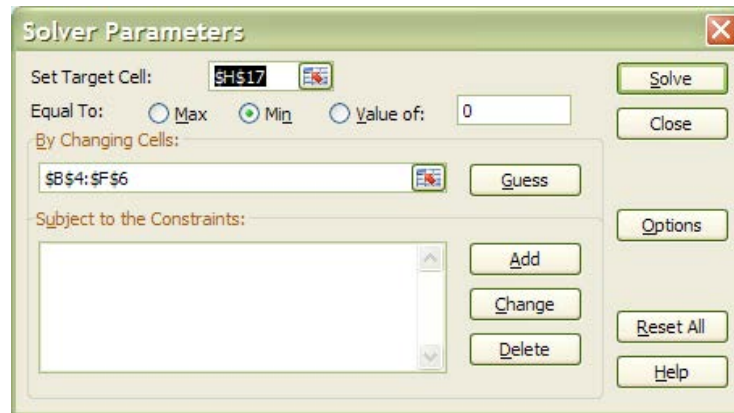 Solver Parameters
Set Target Cell: $H$17 Solve
Equal To: Max Min Value of: 0 Close
By Changing Cells:
$B$4:$F$6 Guess
Subject to the Constraints: Options
Add
Change
Reset All
Delete
Help